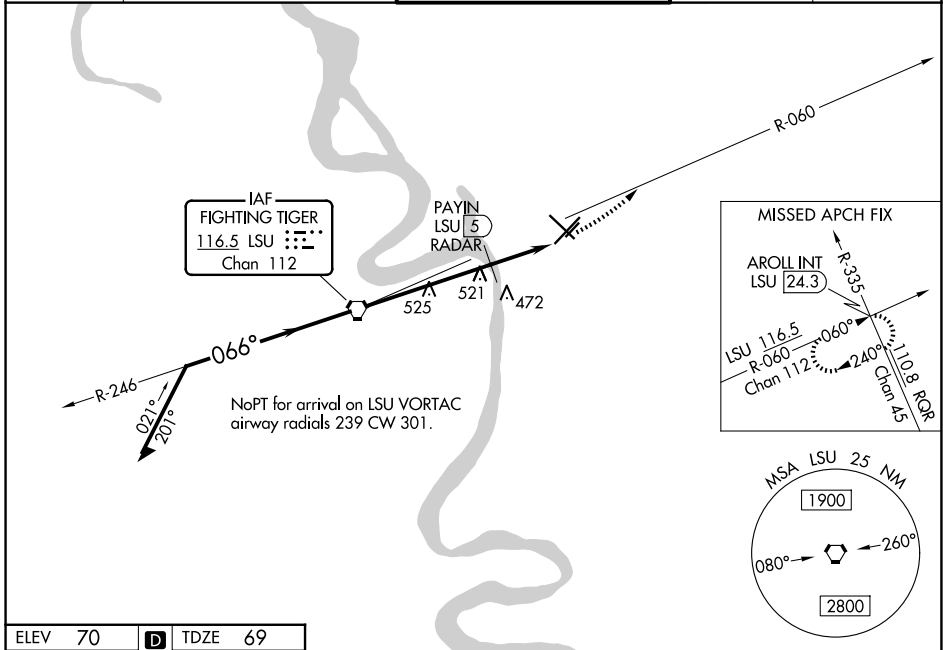 R-060
IAF
FIGHTING TIGER
116.5 LSU
Chan 112
PAYIN
LSU 5
RADAR
525
521
472
066°
R-246
021°
201°
NoPT for arrival on LSU VORTAC
airway radials 239 CW 301.
MISSED APCH FIX
AROLL INT
LSU 24.3
R-335
LSU 116.5
R-060
Chan 112
060°
240°
110.8 RQR
Chan 45
MSA LSU 25 NM
1900
080°
260°
2800
ELEV 70 D TDZE 69